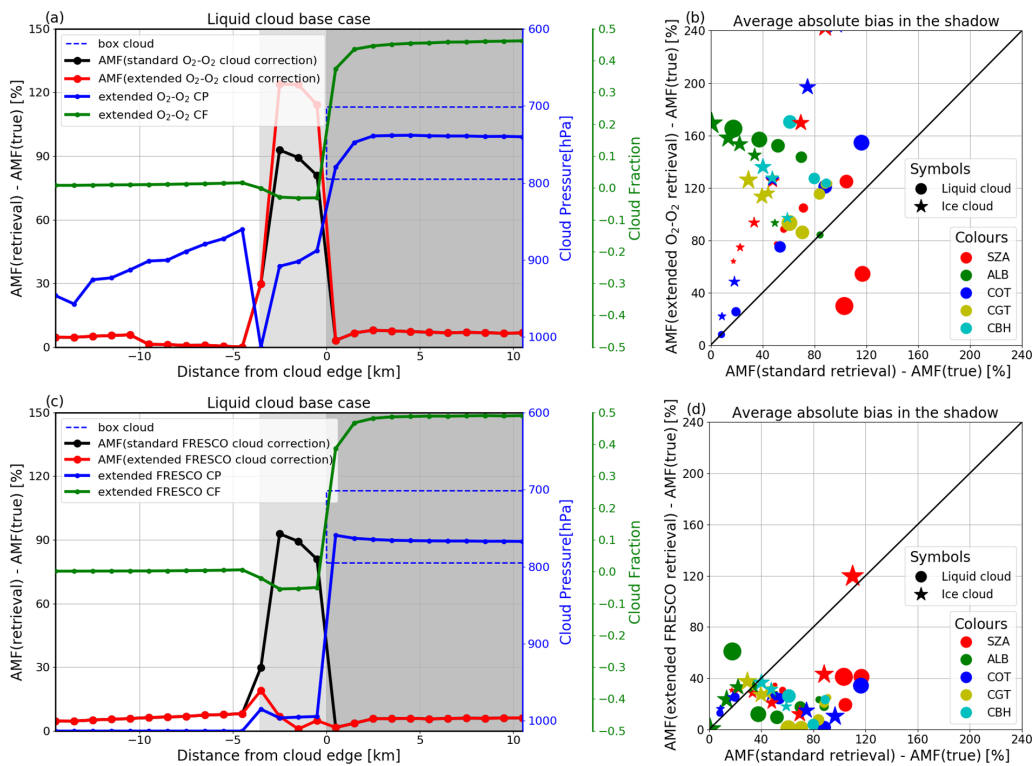 (a)
Liquid cloud base case
150
120
90
60
30
0
AMF(retrieval) - AMF(true) [%]
box cloud
AMF(standard O₂-O₂ cloud correction)
AMF(extended O₂-O₂ cloud correction)
extended O₂-O₂ CP
extended O₂-O₂ CF
−10
−5
0
5
10
Distance from cloud edge [km]
600
700
800
900
1000
Cloud Pressure[hPa]
0.5
0.4
0.3
0.2
0.1
0.0
−0.1
−0.2
−0.3
−0.4
−0.5
Cloud Fraction
(b)
Average absolute bias in the shadow
240
200
160
120
80
40
0
AMF(extended O₂-O₂ retrieval) - AMF(true) [%]
Symbols
Liquid cloud
Ice cloud
Colours
SZA
ALB
COT
CGT
CBH
0
40
80
120
160
200
240
AMF(standard retrieval) - AMF(true) [%]
(c)
Liquid cloud base case
150
120
90
60
30
0
AMF(retrieval) - AMF(true) [%]
box cloud
AMF(standard FRESCO cloud correction)
AMF(extended FRESCO cloud correction)
extended FRESCO CP
extended FRESCO CF
−10
−5
0
5
10
Distance from cloud edge [km]
600
700
800
900
1000
Cloud Pressure[hPa]
0.5
0.4
0.3
0.2
0.1
0.0
−0.1
−0.2
−0.3
−0.4
−0.5
Cloud Fraction
(d)
Average absolute bias in the shadow
240
200
160
120
80
40
0
AMF(extended FRESCO retrieval) - AMF(true) [%]
Symbols
Liquid cloud
Ice cloud
Colours
SZA
ALB
COT
CGT
CBH
0
40
80
120
160
200
240
AMF(standard retrieval) - AMF(true) [%]